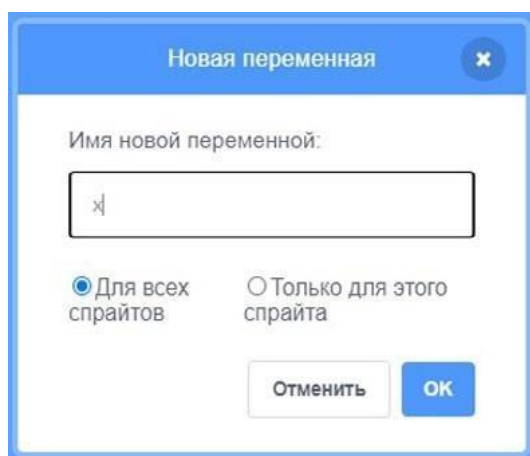 Новая переменная
Имя новой переменной:
x
Для всех Только для этого
спрайтов спрайта
Отменить OK